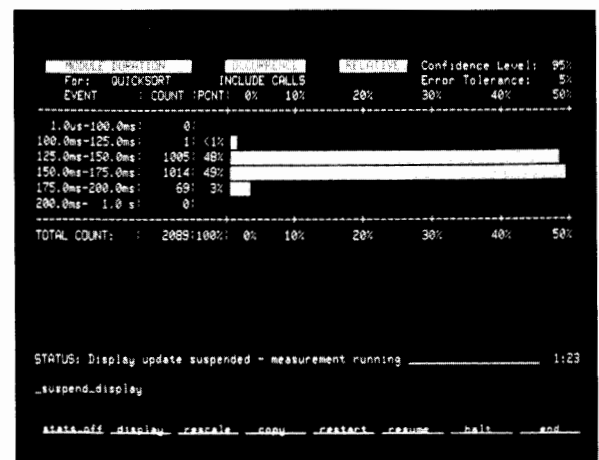 MODULE DURATION OCCURRENCE RELATIVE Confidence Level: 95%
For: QUICKSORT INCLUDE CALLS Error Tolerance: 5%
EVENT : COUNT :PCNT: 0% 10% 20% 30% 40% 50%
1.0us-100.0ms: 0:
100.0ms-125.0ms: 1: <1%
125.0ms-150.0ms: 1005: 48%
150.0ms-175.0ms: 1014: 49%
175.0ms-200.0ms: 69: 3%
200.0ms- 1.0 s: 0:
TOTAL COUNT: : 2089:100%: 0% 10% 20% 30% 40% 50%
STATUS: Display update suspended - measurement running 1:23
_suspend_display
stats_off display rescale copy restart resume halt end